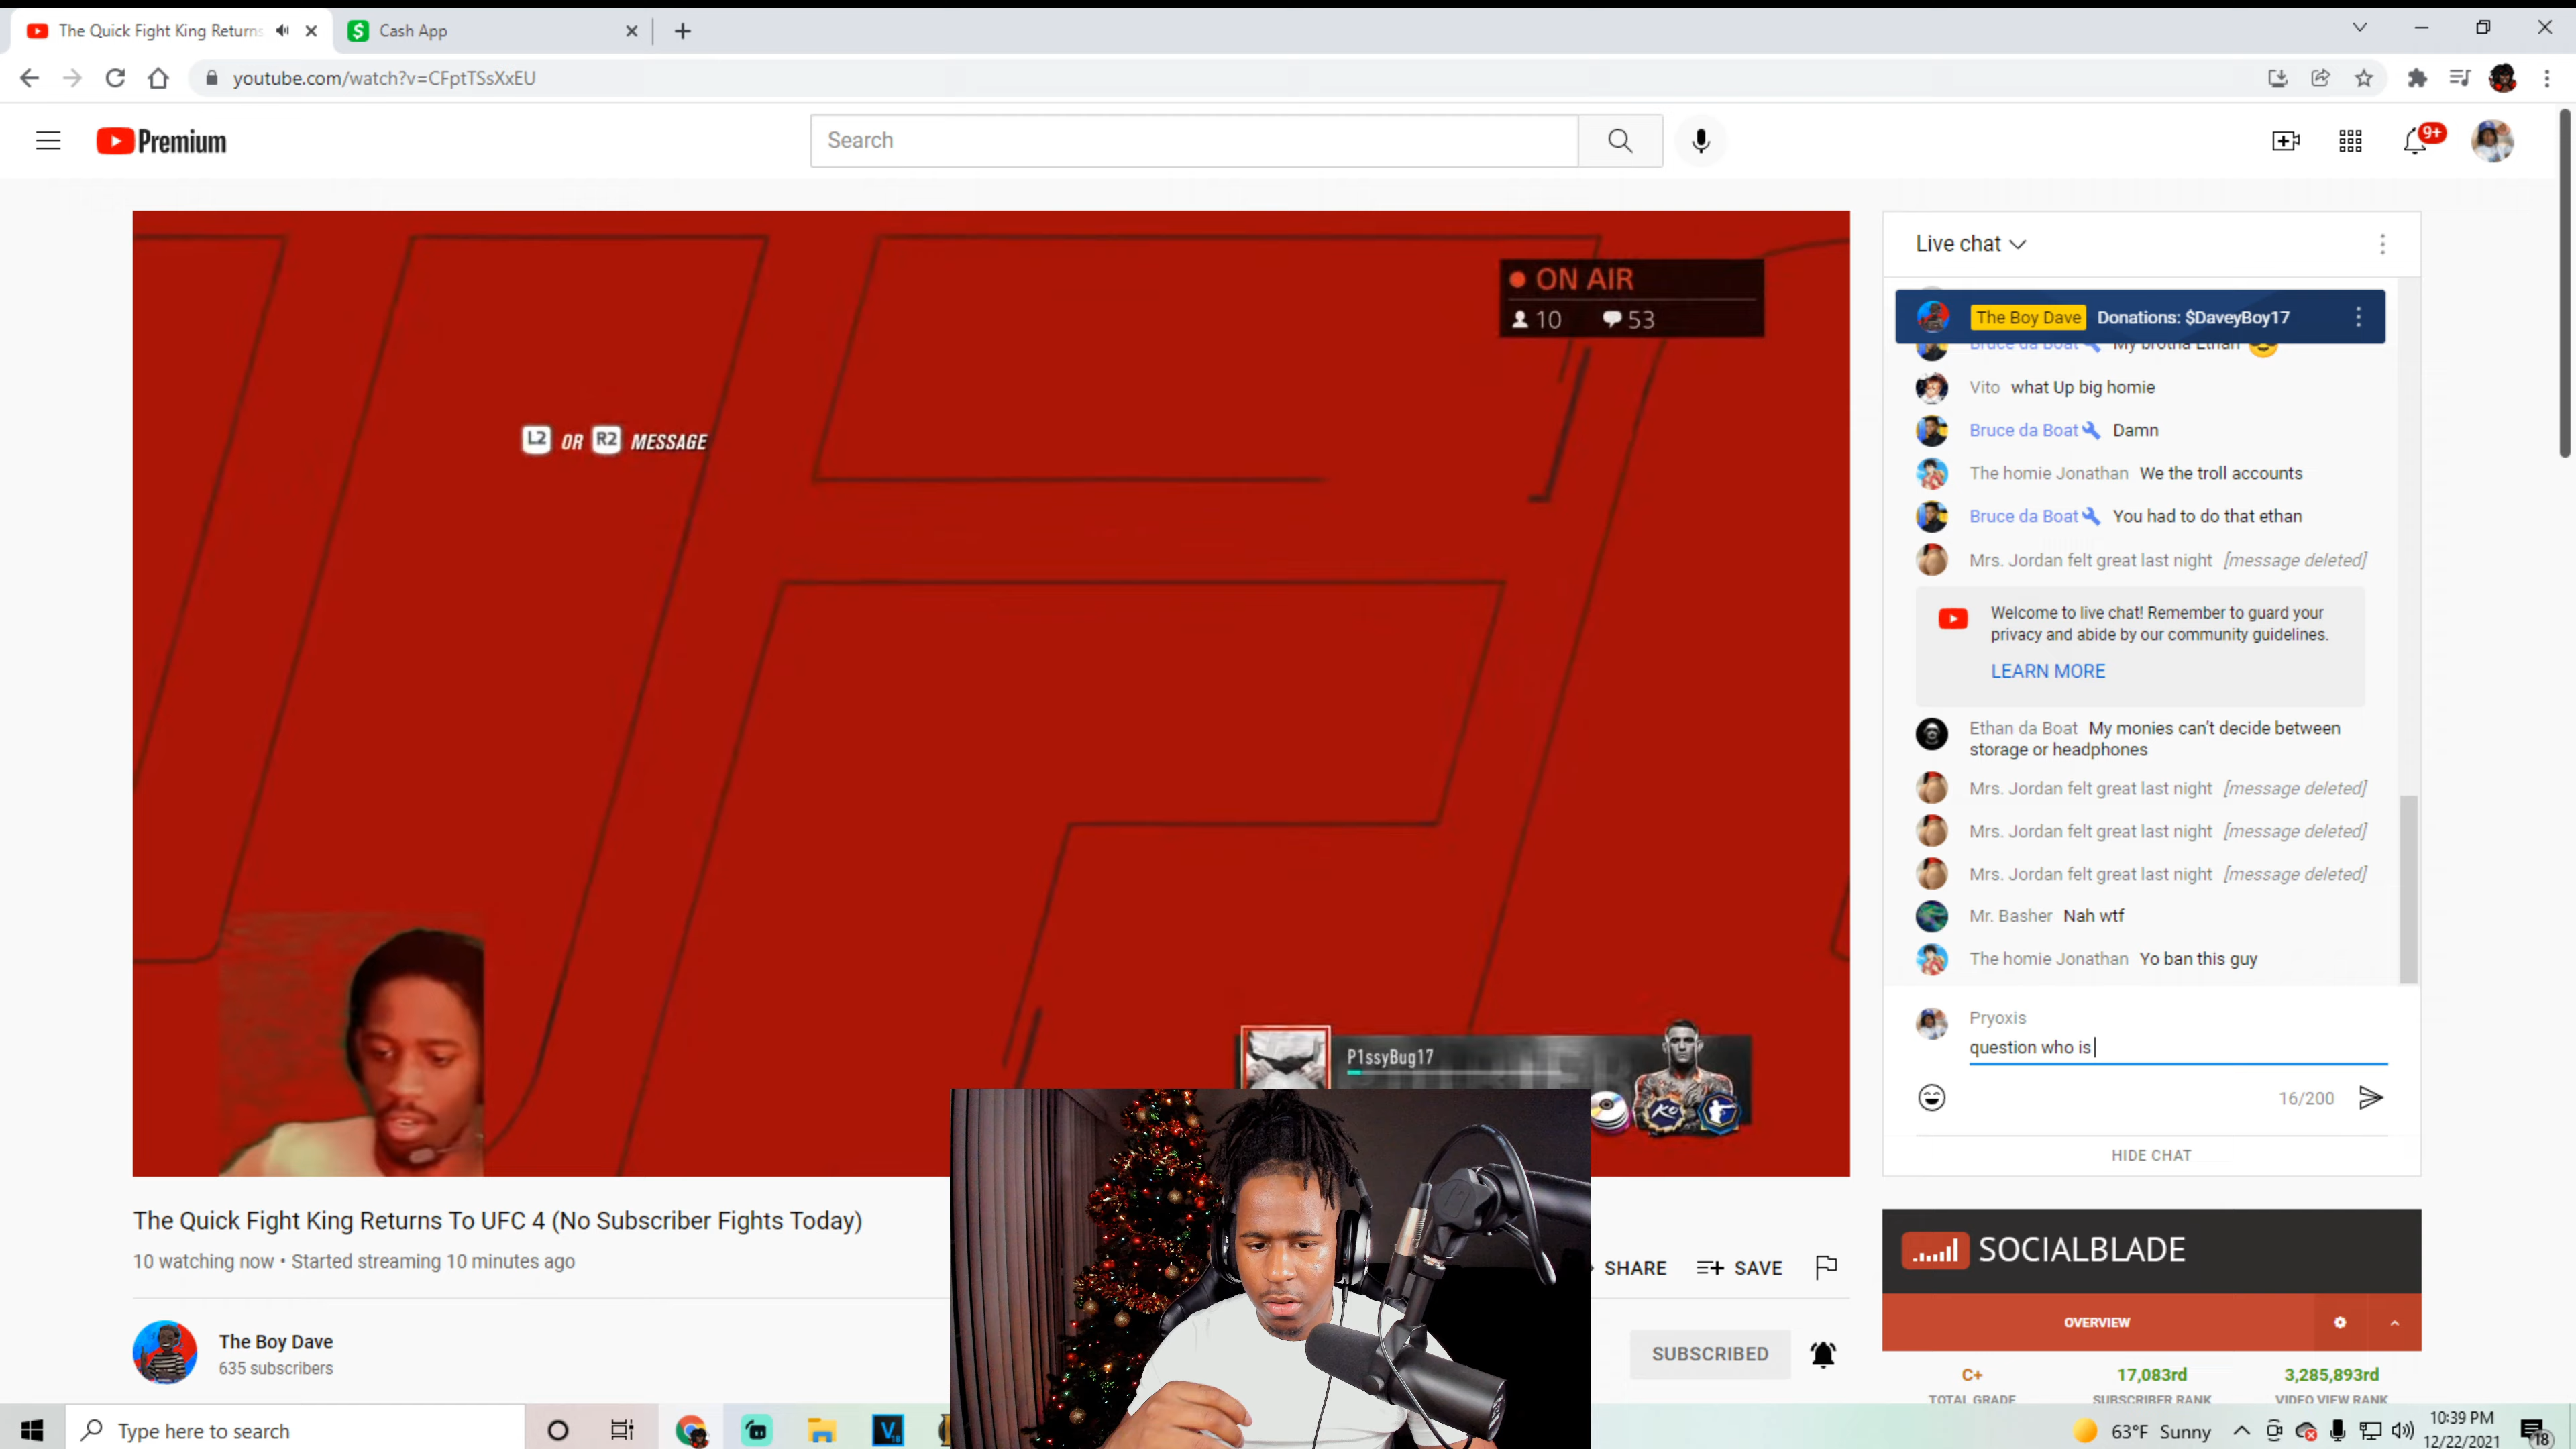 The Quick Fight King Returns
Cash App
youtube.com/watch?v=CFptTSsXxEU
Premium
Search
9+
ON AIR
10 53
L2 OR R2 MESSAGE
P1ssyBug17
KO
Live chat
The Boy Dave Donations: $DaveyBoy17
Bruce da Boat My brotha Ethan
Vito what Up big homie
Bruce da Boat Damn
The homie Jonathan We the troll accounts
Bruce da Boat You had to do that ethan
Mrs. Jordan felt great last night [message deleted]
Welcome to live chat! Remember to guard your
privacy and abide by our community guidelines.
LEARN MORE
Ethan da Boat My monies can't decide between
storage or headphones
Mrs. Jordan felt great last night [message deleted]
Mrs. Jordan felt great last night [message deleted]
Mrs. Jordan felt great last night [message deleted]
Mr. Basher Nah wtf
The homie Jonathan Yo ban this guy
Pryoxis
question who is
16/200
HIDE CHAT
The Quick Fight King Returns To UFC 4 (No Subscriber Fights Today)
10 watching now • Started streaming 10 minutes ago
SHARE SAVE
The Boy Dave
635 subscribers
SUBSCRIBED
SOCIALBLADE
OVERVIEW
C+ 17,083rd 3,285,893rd
TOTAL GRADE SUBSCRIBER RANK VIDEO VIEW RANK
Type here to search
63°F Sunny
10:39 PM
12/22/2021
18